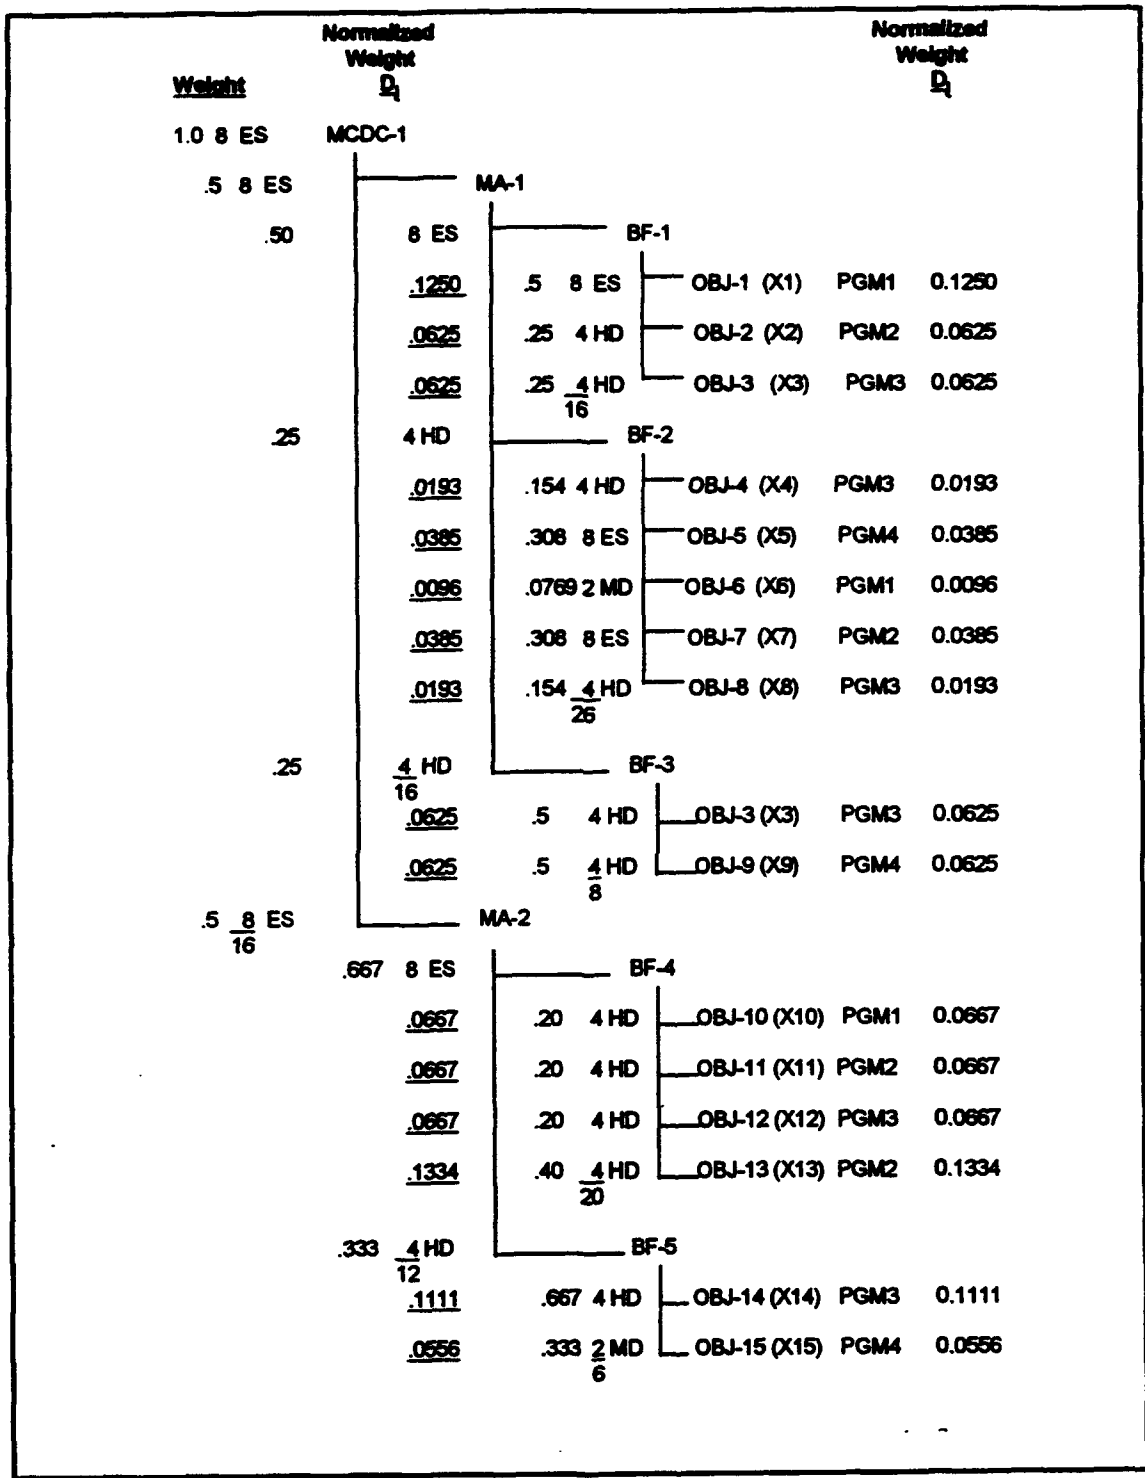 Normalized Normalized
Weight Weight
Weight Di Di
1.0 8 ES MCDC-1
.5 8 ES MA-1
.50 8 ES BF-1
.1250 .5 8 ES OBJ-1 (X1) PGM1 0.1250
.0625 .25 4 HD OBJ-2 (X2) PGM2 0.0625
.0625 .25 4 HD OBJ-3 (X3) PGM3 0.0625
16
.25 4 HD BF-2
.0193 .154 4 HD OBJ-4 (X4) PGM3 0.0193
.0385 .308 8 ES OBJ-5 (X5) PGM4 0.0385
.0096 .0769 2 MD OBJ-6 (X6) PGM1 0.0096
.0385 .308 8 ES OBJ-7 (X7) PGM2 0.0385
.0193 .154 4 HD OBJ-8 (X8) PGM3 0.0193
26
.25 4 HD BF-3
16
.0625 .5 4 HD OBJ-3 (X3) PGM3 0.0625
.0625 .5 4 HD OBJ-9 (X9) PGM4 0.0625
8
.5 8 ES MA-2
16
.667 8 ES BF-4
.0667 .20 4 HD OBJ-10 (X10) PGM1 0.0667
.0667 .20 4 HD OBJ-11 (X11) PGM2 0.0667
.0667 .20 4 HD OBJ-12 (X12) PGM3 0.0667
.1334 .40 4 HD OBJ-13 (X13) PGM2 0.1334
20
.333 4 HD BF-5
12
.1111 .667 4 HD OBJ-14 (X14) PGM3 0.1111
.0556 .333 2 MD OBJ-15 (X15) PGM4 0.0556
6